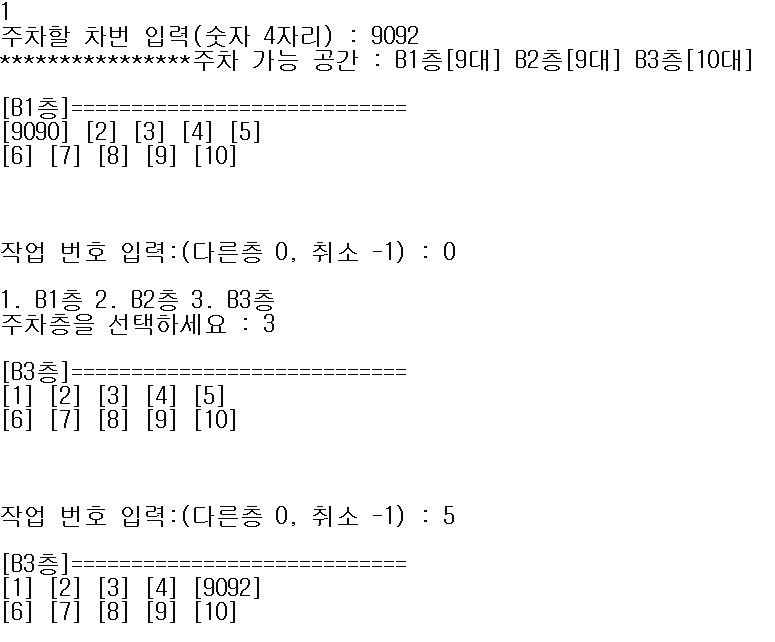 1
주차할 차번 입력(숫자 4자리) : 9092
****************주차 가능 공간 : B1층[9대] B2층[9대] B3층[10대]
[B1층]============================
[9090] [2] [3] [4] [5]
[6] [7] [8] [9] [10]
작업 번호 입력:(다른층 0, 취소 -1) : 0
1. B1층 2. B2층 3. B3층
주차층을 선택하세요 : 3
[B3층]============================
[1] [2] [3] [4] [5]
[6] [7] [8] [9] [10]
작업 번호 입력:(다른층 0, 취소 -1) : 5
[B3층]============================
[1] [2] [3] [4] [9092]
[6] [7] [8] [9] [10]